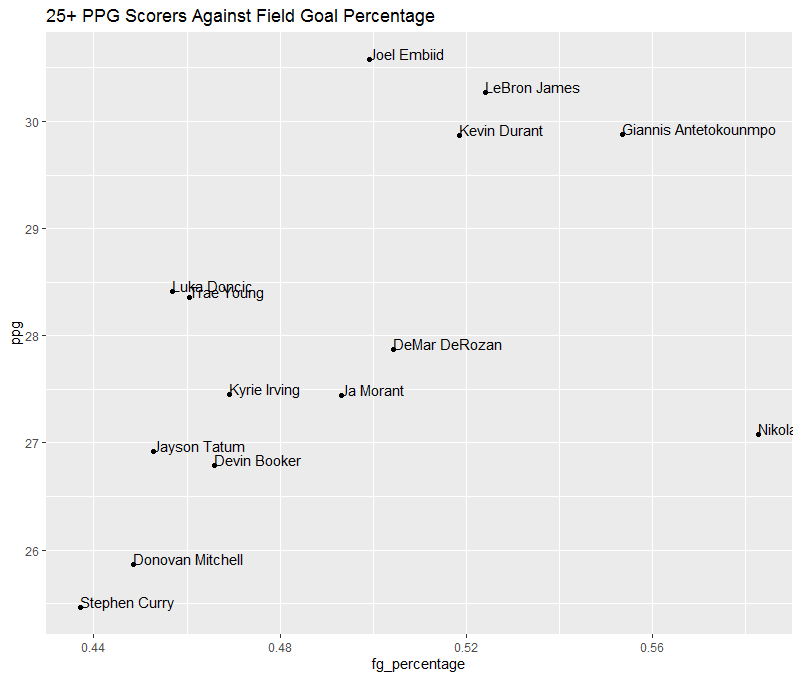 25+ PPG Scorers Against Field Goal Percentage
Joel Embiid
LeBron James
30
Kevin Durant
Giannis Antetokounmpo
29
Luka Doncic
Trae Young
ppg
28
DeMar DeRozan
Kyrie Irving
Ja Morant
Nikola
27
Jayson Tatum
Devin Booker
26
Donovan Mitchell
Stephen Curry
0.44
0.48
0.52
0.56
fg_percentage